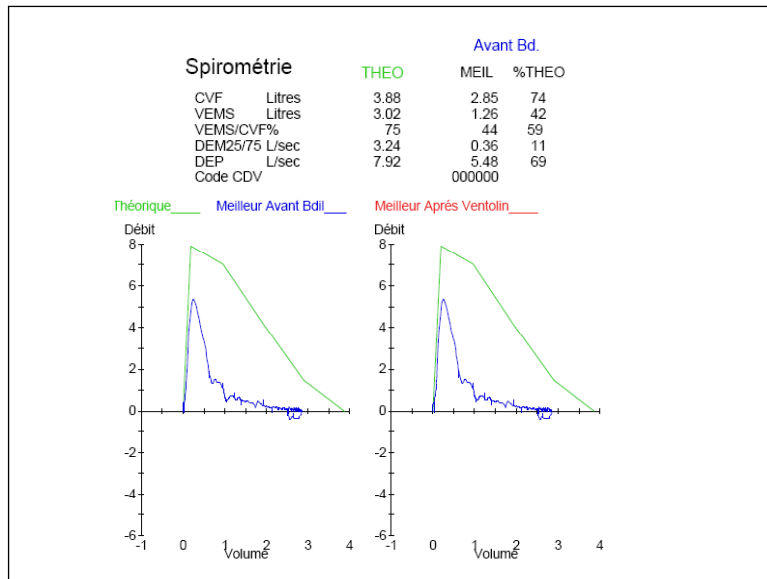 Avant Bd.
Spirométrie THEO MEIL %THEO
CVF Litres 3.88 2.85 74
VEMS Litres 3.02 1.26 42
VEMS/CVF% 75 44 59
DEM25/75 L/sec 3.24 0.36 11
DEP L/sec 7.92 5.48 69
Code CDV 000000
Théorique____ Meilleur Avant Bdil___ Meilleur Aprés Ventolin____
Débit Débit
8 8
6 6
4 4
2 2
0 0
-2 -2
-4 -4
-6 -6
-1 0 1 2 3 4 -1 0 1 2 3 4
Volume Volume